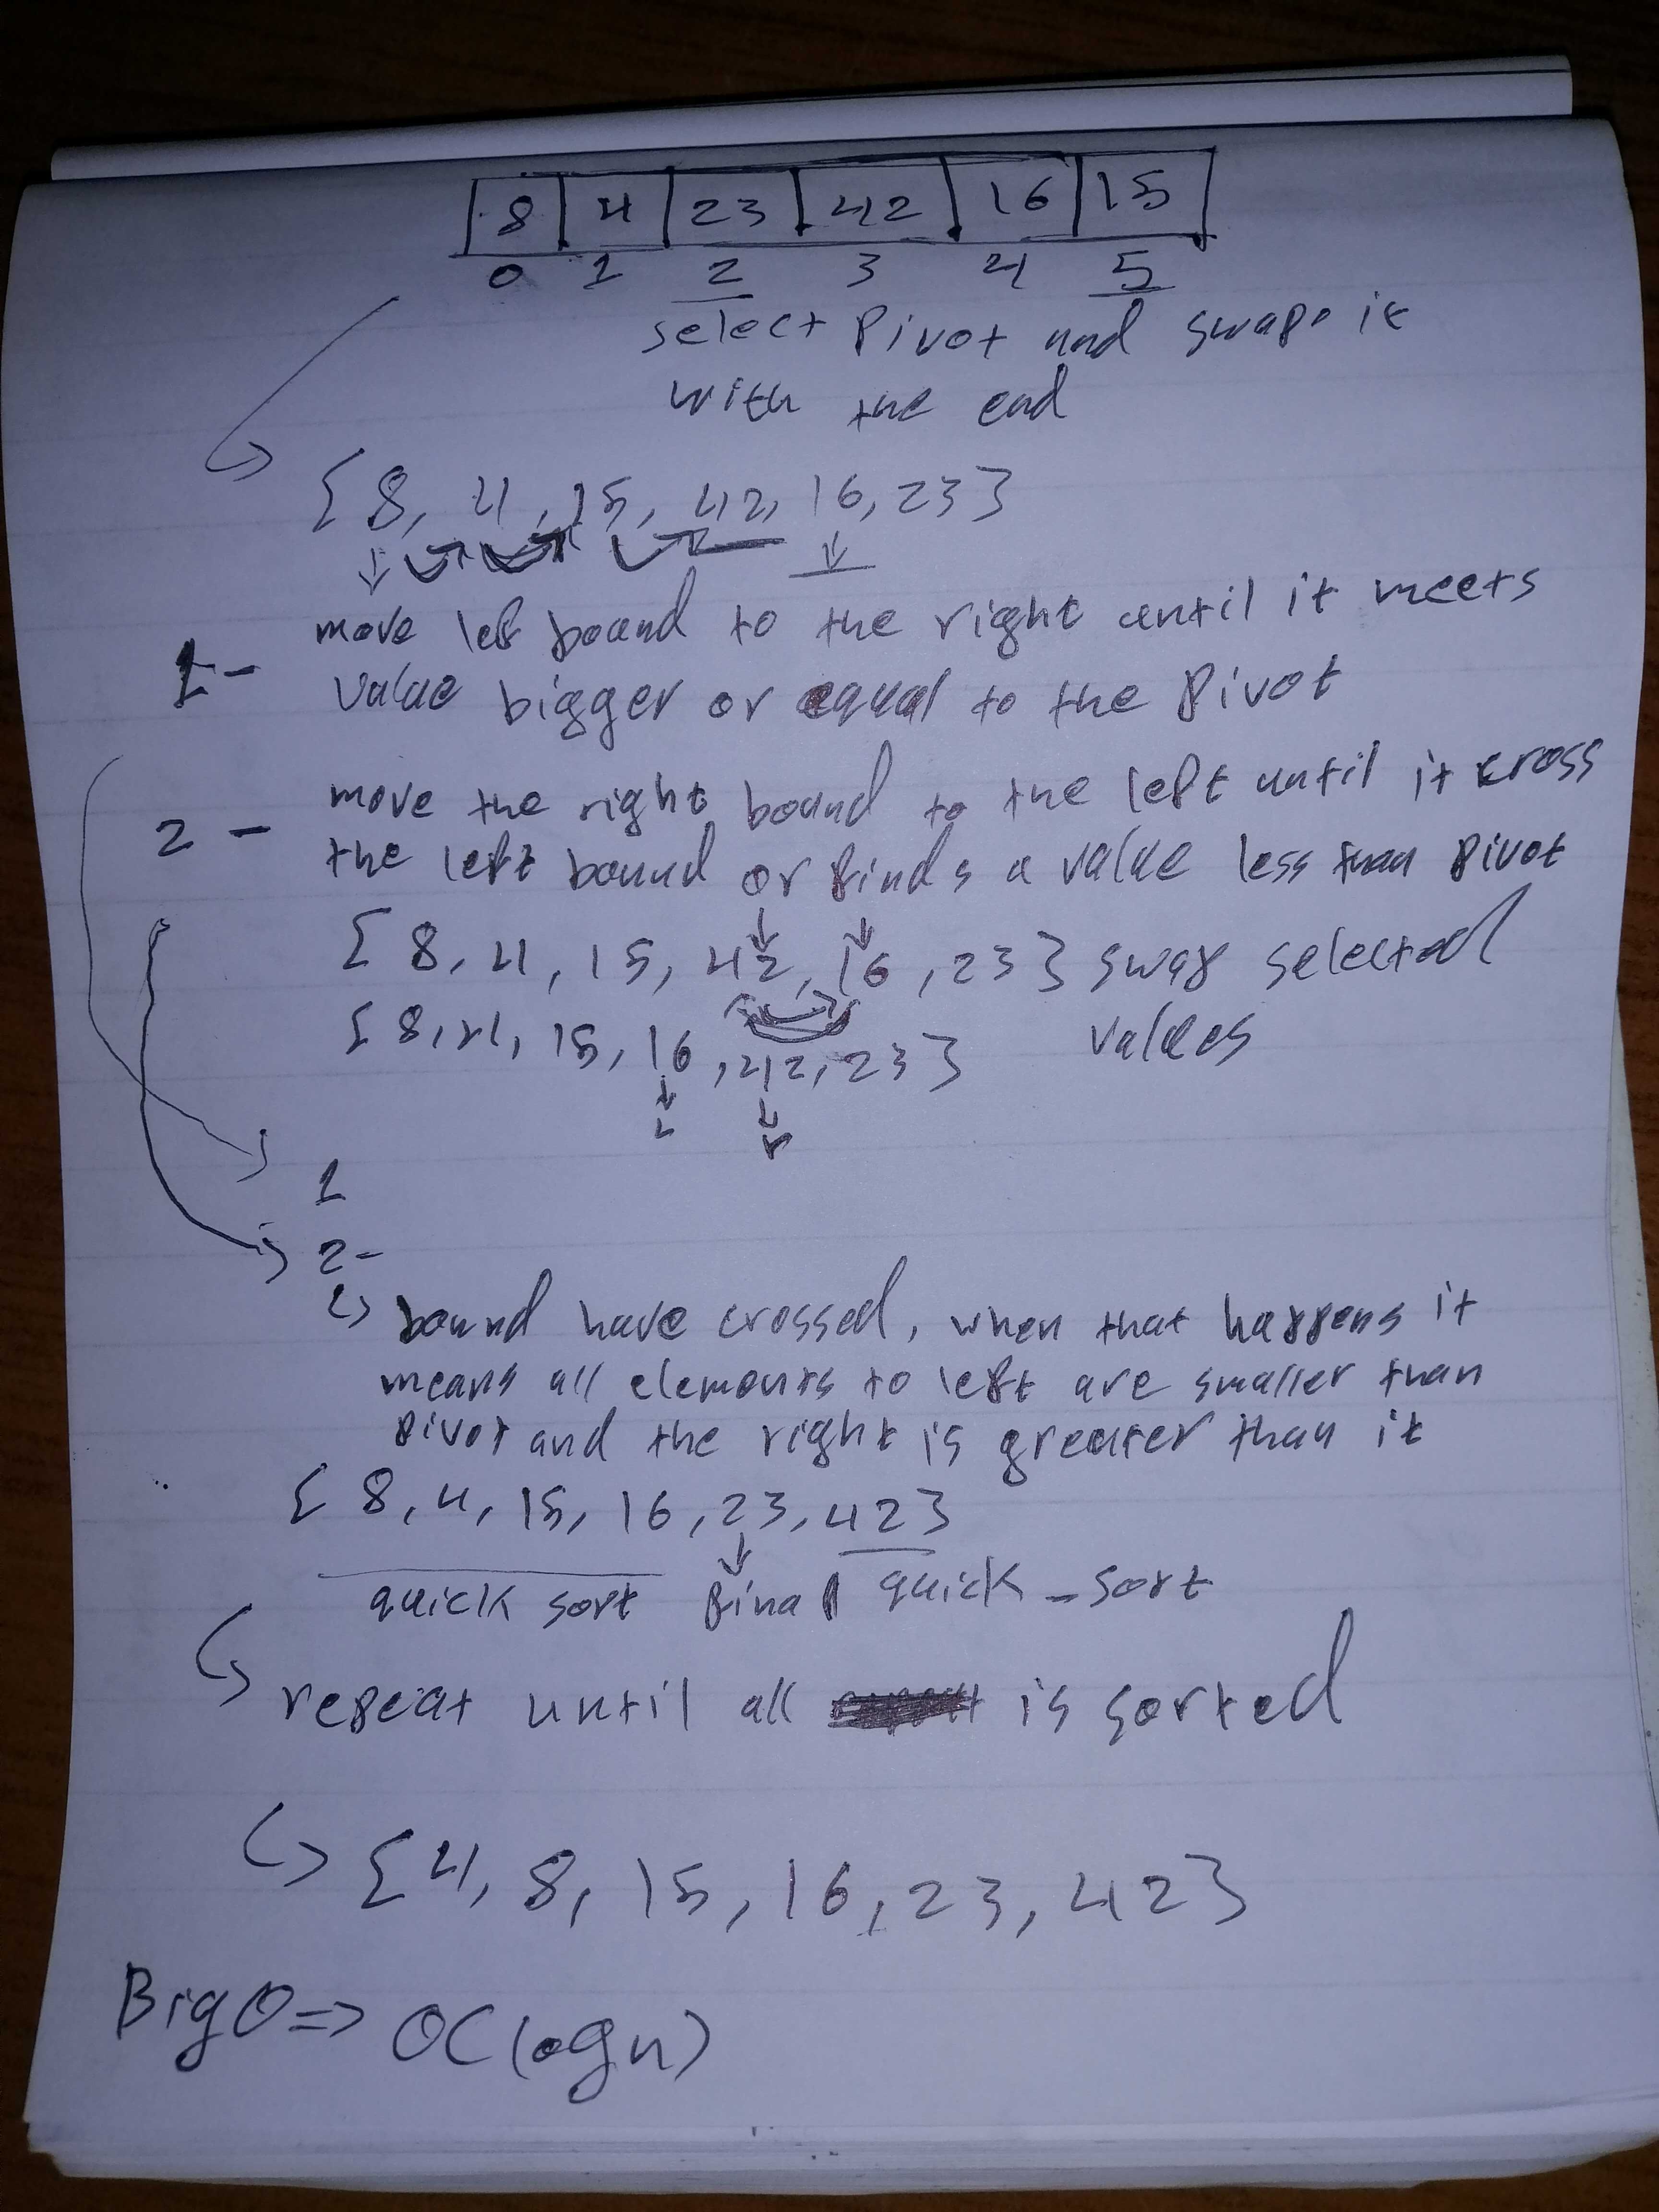 8 4 23 42 16 15
0 1 2 3 4 5
select Pivot and swaps it
with the end
{ 8, 4, 15, 42, 16, 23 }
move lef bound to the right until it meets
1- value bigger or equal to the Pivot
move the right bound to the left until it cross
2- the left bound or finds a value less than pivot
{ 8, 4, 15, 42, 16, 23 } swap selected
{ 8, 4, 15, 16, 42, 23 } values
L r
1
2-
bound have crossed, when that happens it
means all elements to left are smaller than
pivot and the right is greater than it
{ 8, 4, 15, 16, 23, 42 }
quick sort final quick-sort
repeat until all is sorted
{ 4, 8, 15, 16, 23, 42 }
Big O => O(log n)